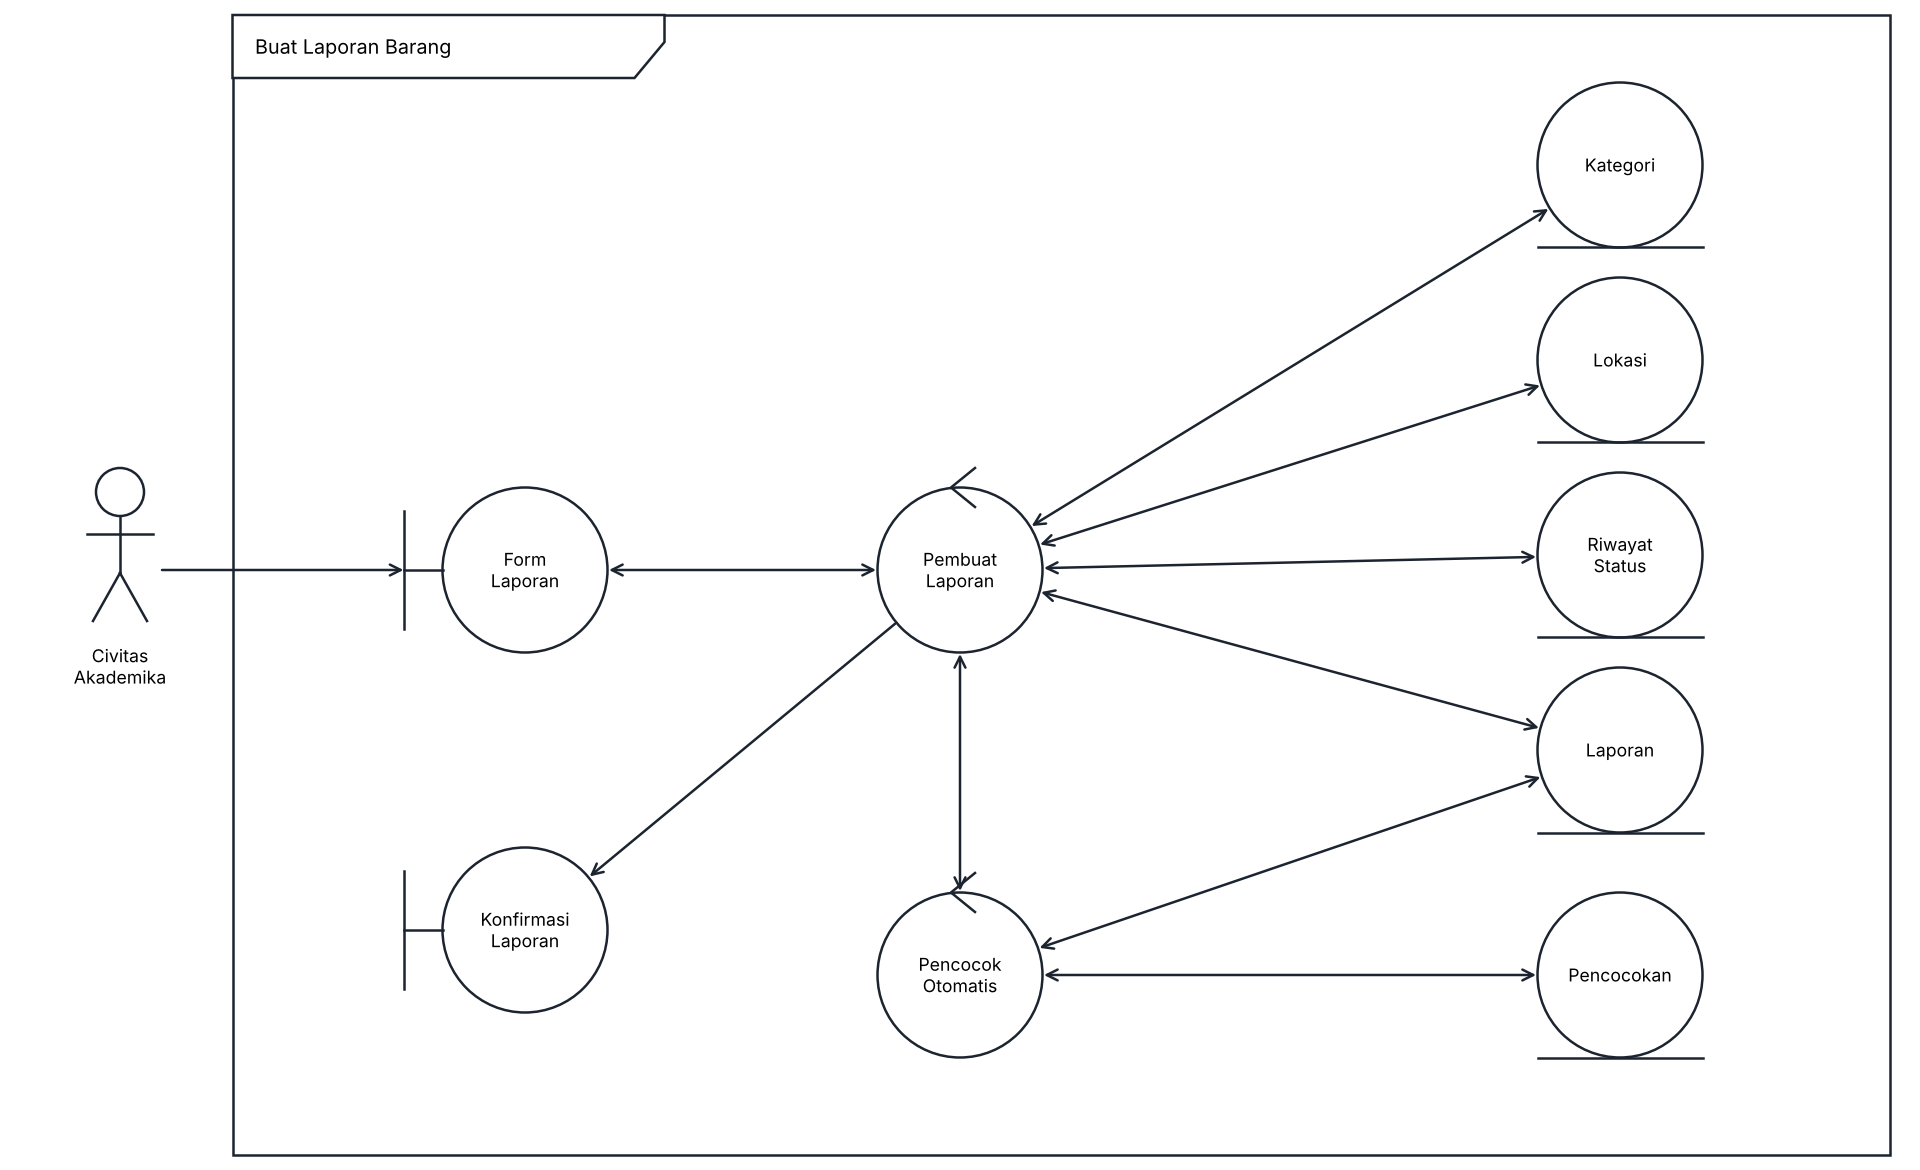 Buat Laporan Barang
Kategori
Lokasi
Civitas
Akademika
Form
Laporan
Pembuat
Laporan
Riwayat
Status
Laporan
Konfirmasi
Laporan
Pencocok
Otomatis
Pencocokan